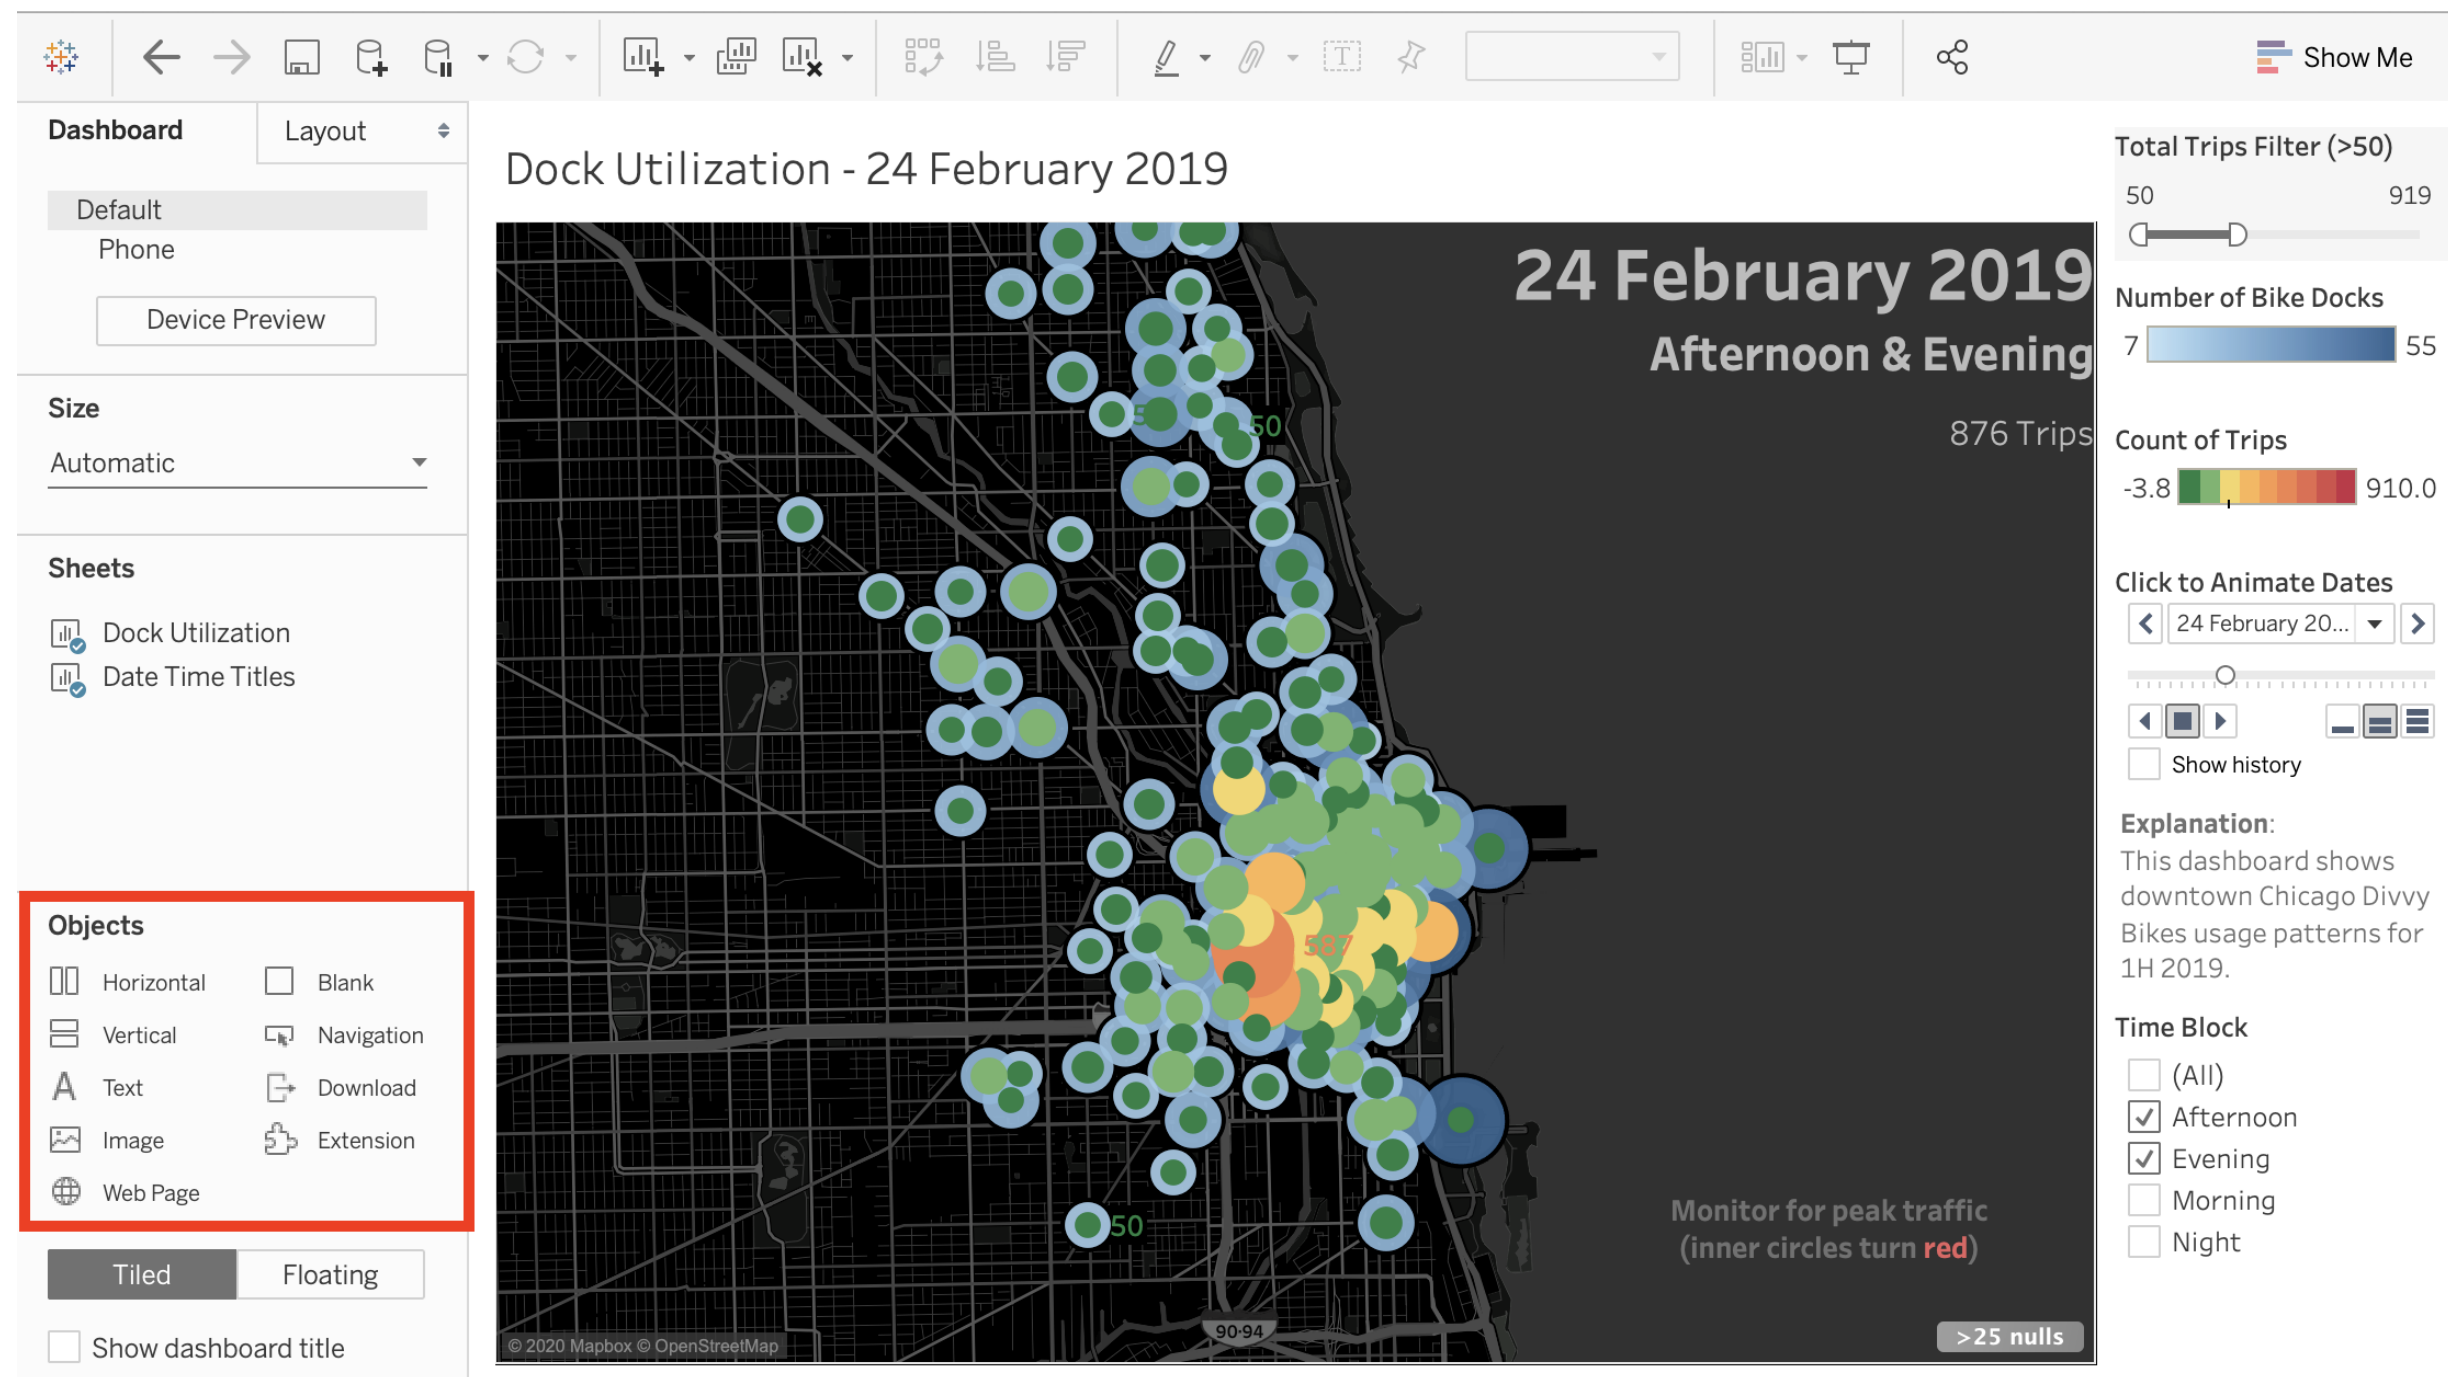 Show Me
Dashboard
Layout
Default
Phone
Device Preview
Size
Automatic
Sheets
Dock Utilization
Date Time Titles
Objects
Horizontal
Blank
Vertical
Navigation
Text
Download
Image
Extension
Web Page
Tiled
Floating
Show dashboard title
Dock Utilization - 24 February 2019
24 February 2019
Afternoon & Evening
876 Trips
50
587
50
Monitor for peak traffic
(inner circles turn red)
90-94
© 2020 Mapbox © OpenStreetMap
>25 nulls
Total Trips Filter (>50)
50 919
Number of Bike Docks
7 55
Count of Trips
-3.8 910.0
Click to Animate Dates
24 February 20...
Show history
Explanation:
This dashboard shows
downtown Chicago Divvy
Bikes usage patterns for
1H 2019.
Time Block
(All)
Afternoon
Evening
Morning
Night